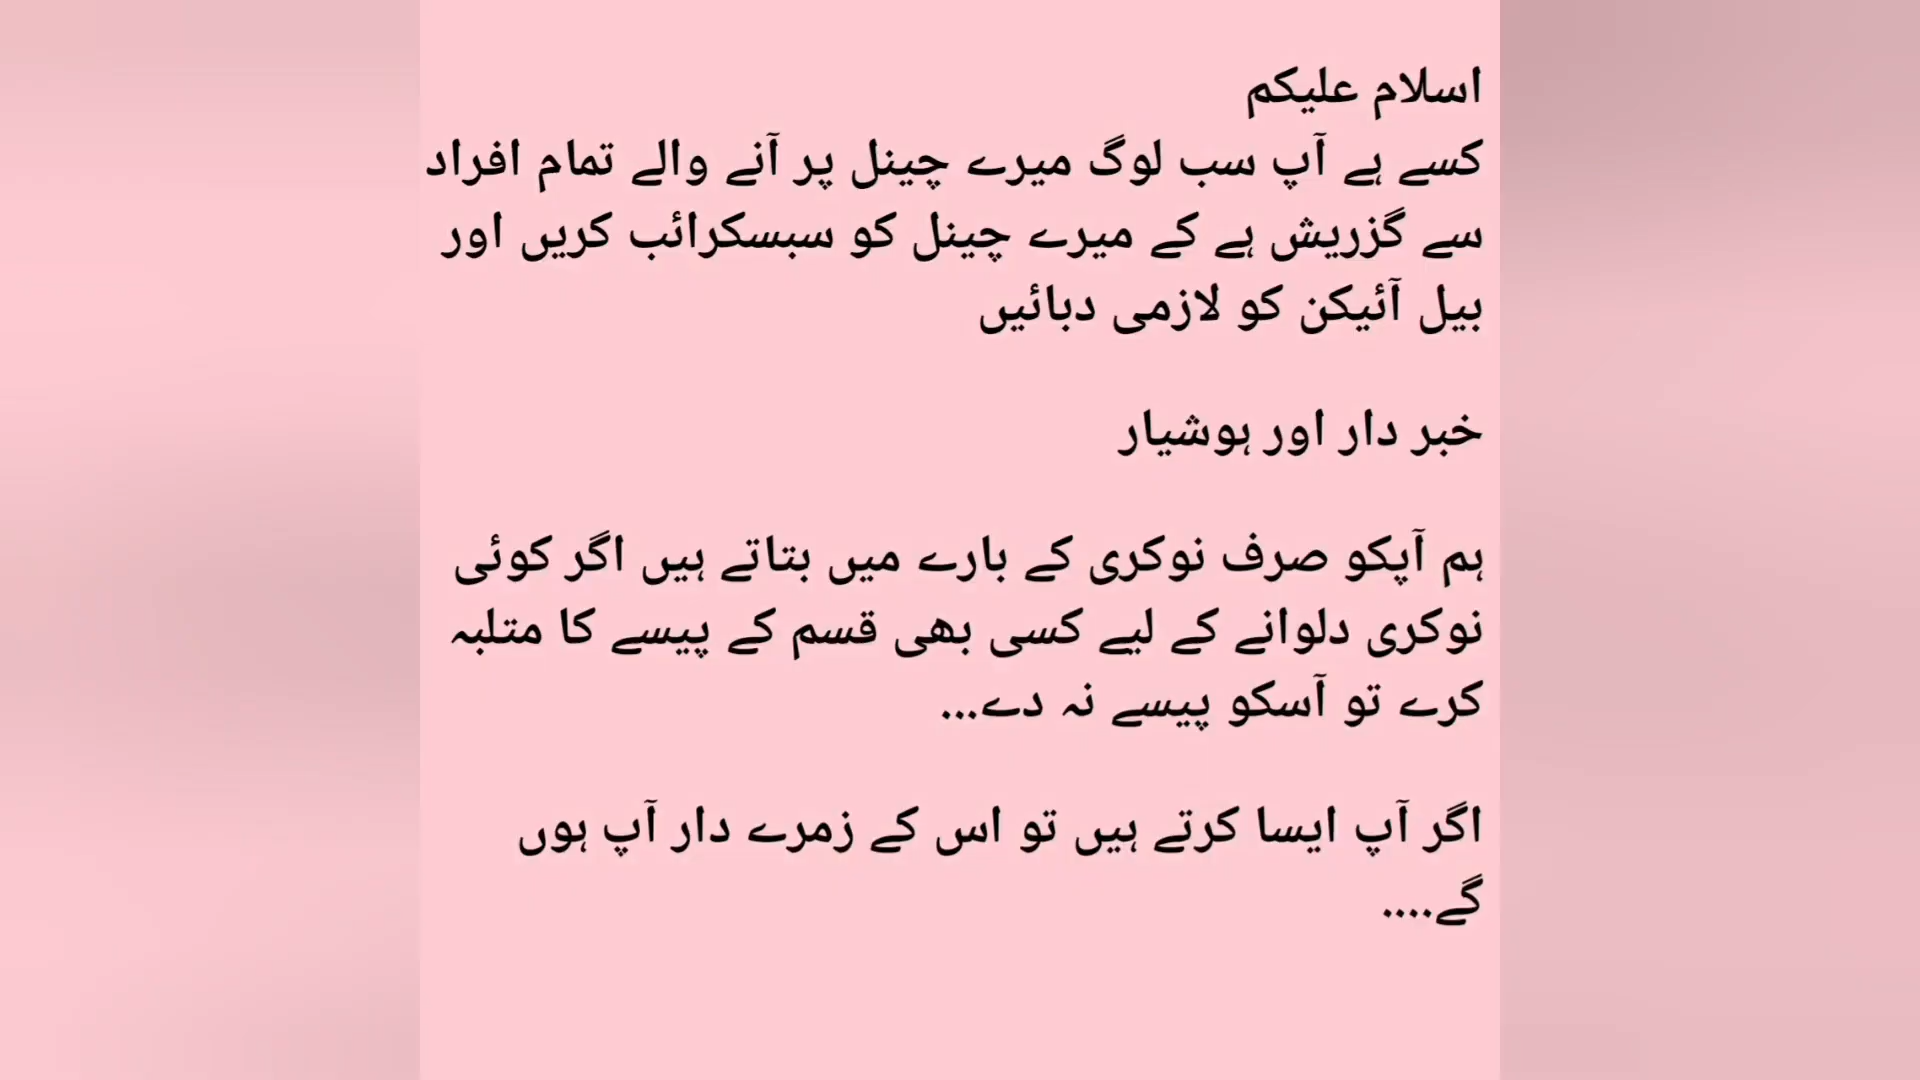 اسلام علیکم
کسے ہے آپ سب لوگ میرے چینل پر آنے والے تمام افراد
سے گزریش ہے کے میرے چینل کو سبسکرائب کریں اور
بیل آئیکن کو لازمی دبائیں
خبر دار اور ہوشیار
ہم آپکو صرف نوکری کے بارے میں بتاتے ہیں اگر کوئی
نوکری دلوانے کے لیے کسی بھی قسم کے پیسے کا متلبہ
کرے تو آسکو پیسے نہ دے...
اگر آپ ایسا کرتے ہیں تو اس کے زمرے دار آپ ہوں
گے....